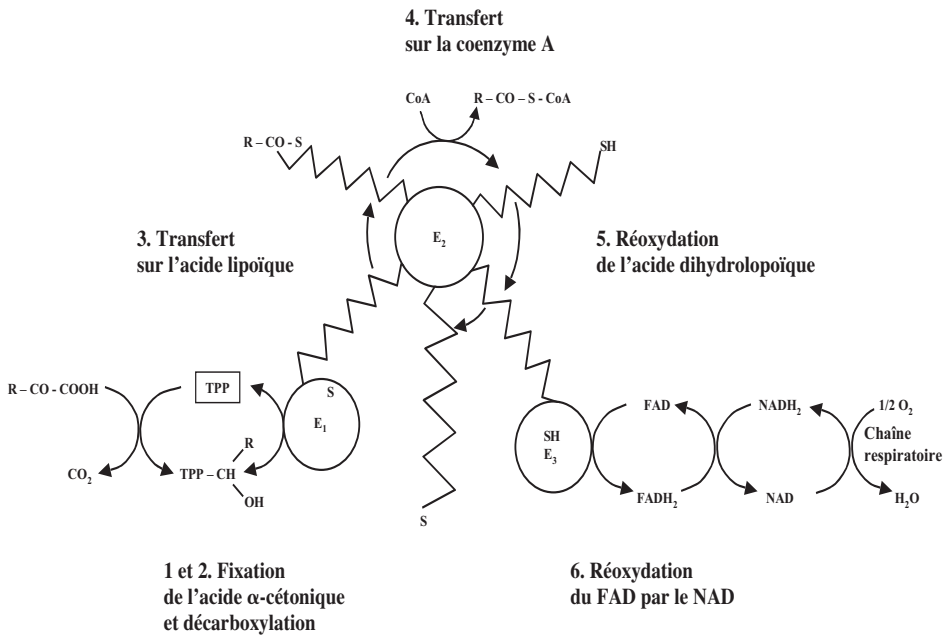 4. Transfert
sur la coenzyme A
CoA
R – CO – S - CoA
R – CO - S
SH
3. Transfert
sur l'acide lipoïque
E₂
5. Réoxydation
de l'acide dihydrolopoïque
R – CO - COOH
TPP
S
E₁
R
CO₂
TPP – CH
OH
S
SH
E₃
FAD
NADH₂
1/2 O₂
Chaîne
respiratoire
FADH₂
NAD
H₂O
1 et 2. Fixation
de l'acide α-cétonique
et décarboxylation
6. Réoxydation
du FAD par le NAD